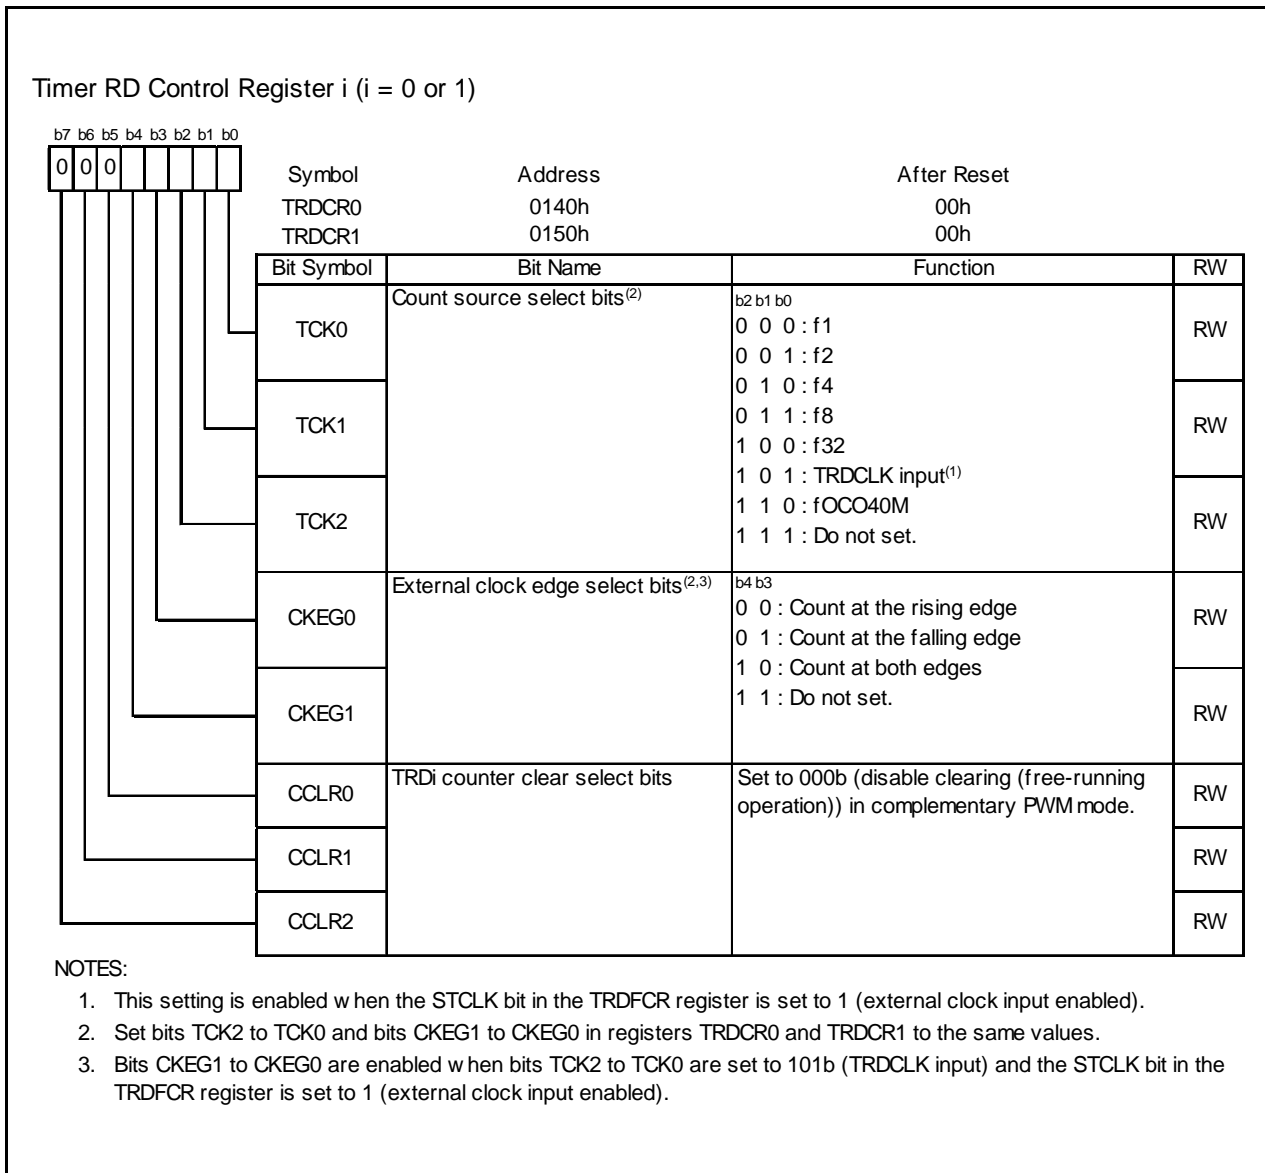 Timer RD Control Register i (i = 0 or 1)
b7 b6 b5 b4 b3 b2 b1 b0
0 0 0
Symbol Address After Reset
TRDCR0 0140h 00h
TRDCR1 0150h 00h
Bit Symbol Bit Name Function RW
TCK0 Count source select bits(2) RW
TCK1 RW
TCK2 RW
b2 b1 b0
0 0 0 : f1
0 0 1 : f2
0 1 0 : f4
0 1 1 : f8
1 0 0 : f32
1 0 1 : TRDCLK input(1)
1 1 0 : fOCO40M
1 1 1 : Do not set.
CKEG0 External clock edge select bits(2,3) RW
CKEG1 RW
b4 b3
0 0 : Count at the rising edge
0 1 : Count at the falling edge
1 0 : Count at both edges
1 1 : Do not set.
CCLR0 TRDi counter clear select bits Set to 000b (disable clearing (free-running RW
operation)) in complementary PWM mode.
CCLR1 RW
CCLR2 RW
NOTES:
1. This setting is enabled when the STCLK bit in the TRDFCR register is set to 1 (external clock input enabled).
2. Set bits TCK2 to TCK0 and bits CKEG1 to CKEG0 in registers TRDCR0 and TRDCR1 to the same values.
3. Bits CKEG1 to CKEG0 are enabled when bits TCK2 to TCK0 are set to 101b (TRDCLK input) and the STCLK bit in the
TRDFCR register is set to 1 (external clock input enabled).